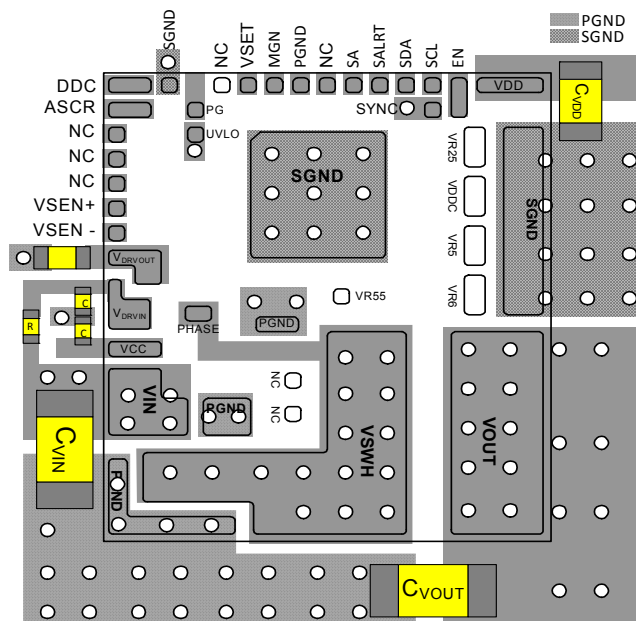 SGND
NC
VSET
MGN
PGND
NC
SA
SALRT
SDA
SCL
EN
PGND
SGND
DDC
ASCR
NC
NC
NC
VSEN+
VSEN -
PG
UVLO
SYNC
VDD
CVDD
SGND
VR25
VDDC
VR5
VR6
SGND
VDRVOUT
VDRVIN
VCC
C
C
R
PHASE
PGND
VR55
VIN
PGND
NC
NC
VSWH
VOUT
CVIN
PGND
CVOUT